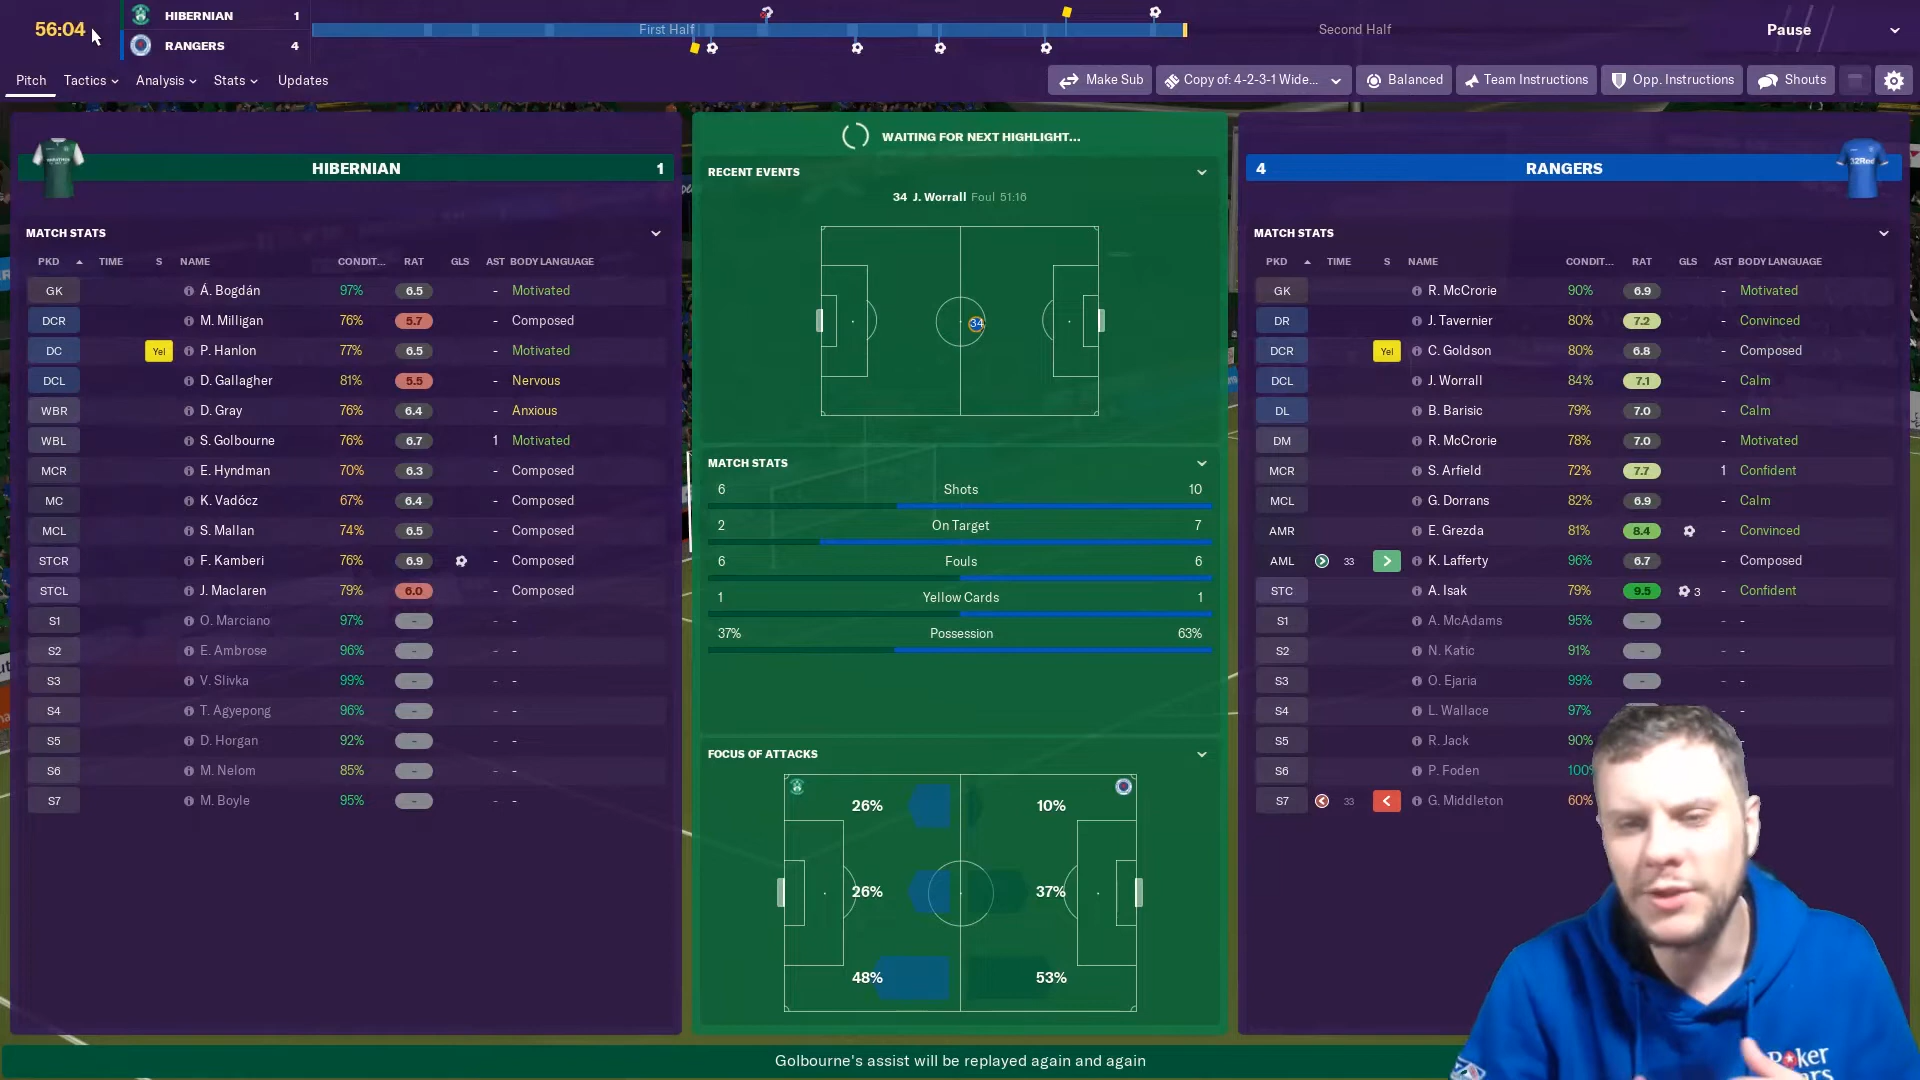 56:04
HIBERNIAN 1
RANGERS 4
First Half
Second Half
Pause
Pitch Tactics Analysis Stats Updates
Make Sub Copy of: 4-2-3-1 Wide... Balanced Team Instructions Opp. Instructions Shouts
HIBERNIAN 1
MATCH STATS
PKD TIME S NAME CONDIT... RAT GLS AST BODY LANGUAGE
GK Á. Bogdán 97% 6.5 - Motivated
DCR M. Milligan 76% 5.7 - Composed
DC Yel P. Hanlon 77% 6.5 - Motivated
DCL D. Gallagher 81% 5.5 - Nervous
WBR D. Gray 76% 6.4 - Anxious
WBL S. Golbourne 76% 6.7 1 Motivated
MCR E. Hyndman 70% 6.3 - Composed
MC K. Vadócz 67% 6.4 - Composed
MCL S. Mallan 74% 6.5 - Composed
STCR F. Kamberi 76% 6.9 - Composed
STCL J. Maclaren 79% 6.0 - Composed
S1 O. Marciano 97% - - -
S2 E. Ambrose 96% - - -
S3 V. Slivka 99% - - -
S4 T. Agyepong 96% - - -
S5 D. Horgan 92% - - -
S6 M. Nelom 85% - - -
S7 M. Boyle 95% - - -
WAITING FOR NEXT HIGHLIGHT...
RECENT EVENTS
34 J. Worrall Foul 51:16
34
MATCH STATS
6 Shots 10
2 On Target 7
6 Fouls 6
1 Yellow Cards 1
37% Possession 63%
FOCUS OF ATTACKS
26% 10%
26% 37%
48% 53%
4 RANGERS
32Red
MATCH STATS
PKD TIME S NAME CONDIT... RAT GLS AST BODY LANGUAGE
GK R. McCrorie 90% 6.9 - Motivated
DR J. Tavernier 80% 7.2 - Convinced
DCR Yel C. Goldson 80% 6.8 - Composed
DCL J. Worrall 84% 7.1 - Calm
DL B. Barisic 79% 7.0 - Calm
DM R. McCrorie 78% 7.0 - Motivated
MCR S. Arfield 72% 7.7 1 Confident
MCL G. Dorrans 82% 6.9 - Calm
AMR E. Grezda 81% 8.4 - Convinced
AML 33 K. Lafferty 96% 6.7 - Composed
STC A. Isak 79% 9.5 3 - Confident
S1 A. McAdams 95% - - -
S2 N. Katic 91% - - -
S3 O. Ejaria 99% - - -
S4 L. Wallace 97% - -
S5 R. Jack 90% -
S6 P. Foden 100%
S7 33 G. Middleton 60%
Golbourne's assist will be replayed again and again